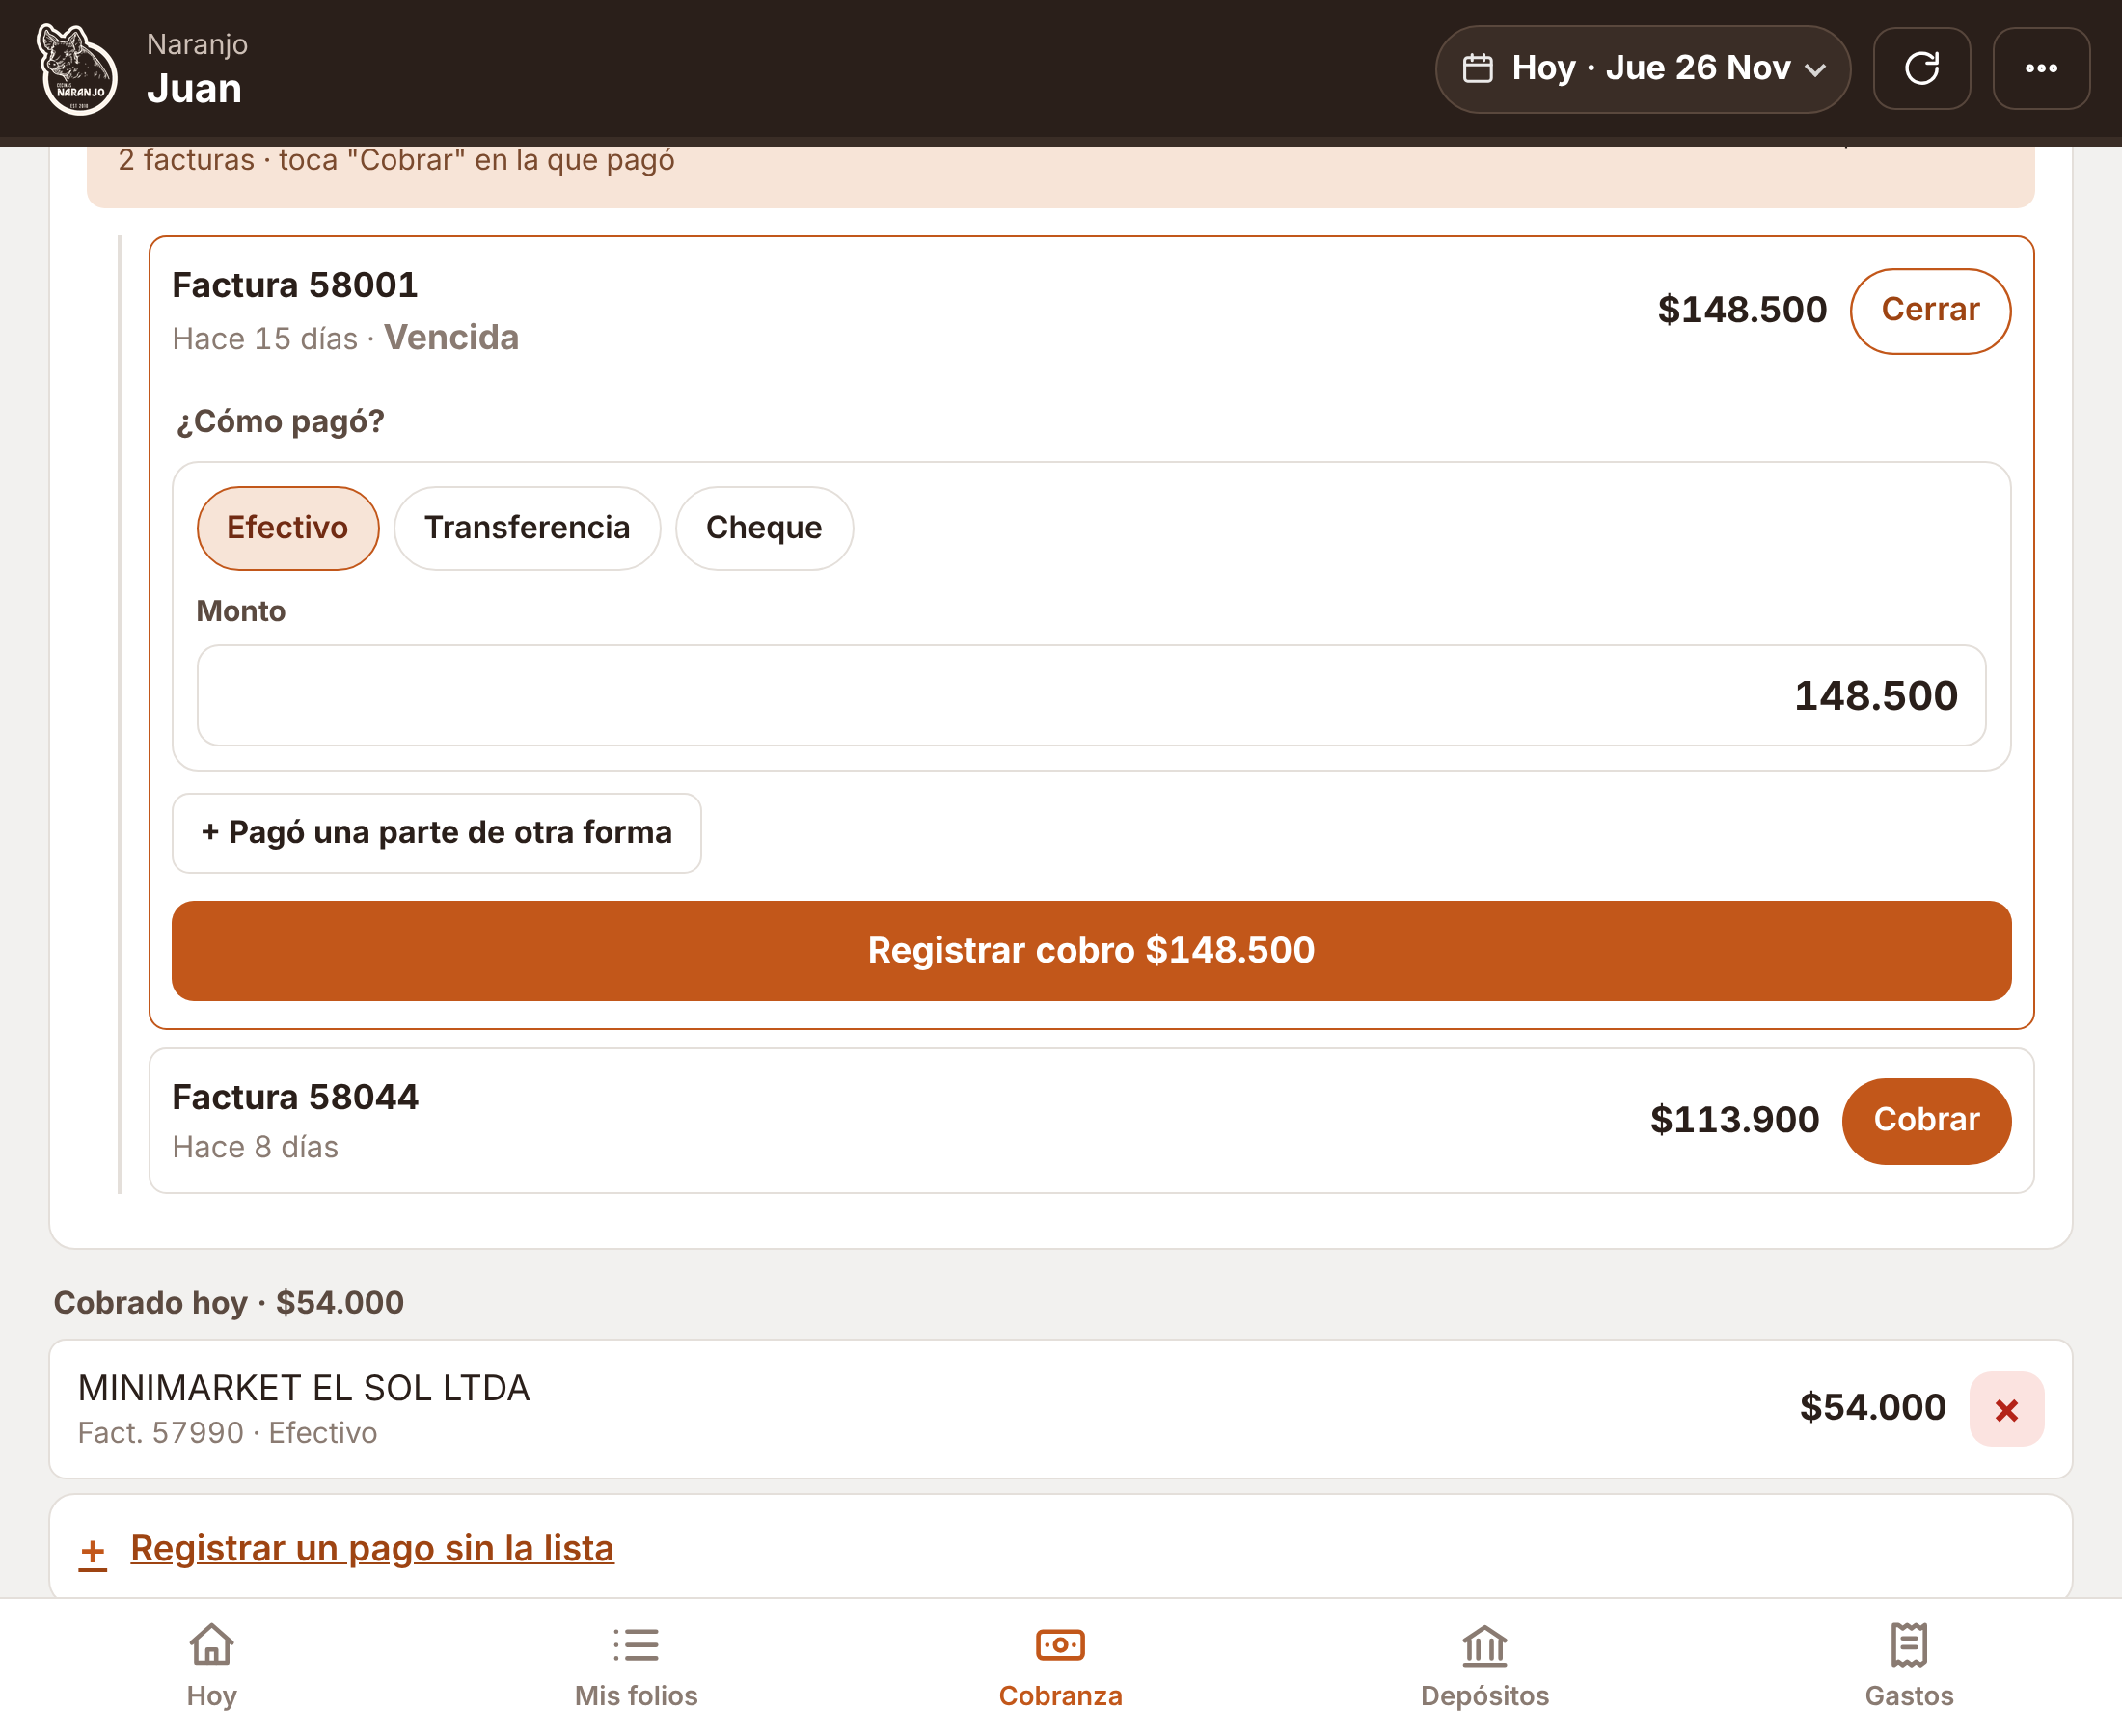 Naranjo
Juan
NARANJO
Hoy · Jue 26 Nov
2 facturas · toca "Cobrar" en la que pagó
Factura 58001
Hace 15 días · Vencida
$148.500
Cerrar
¿Cómo pagó?
Efectivo
Transferencia
Cheque
Monto
148.500
+ Pagó una parte de otra forma
Registrar cobro $148.500
Factura 58044
Hace 8 días
$113.900
Cobrar
Cobrado hoy · $54.000
MINIMARKET EL SOL LTDA
Fact. 57990 · Efectivo
$54.000
+ Registrar un pago sin la lista
Hoy
Mis folios
Cobranza
Depósitos
Gastos